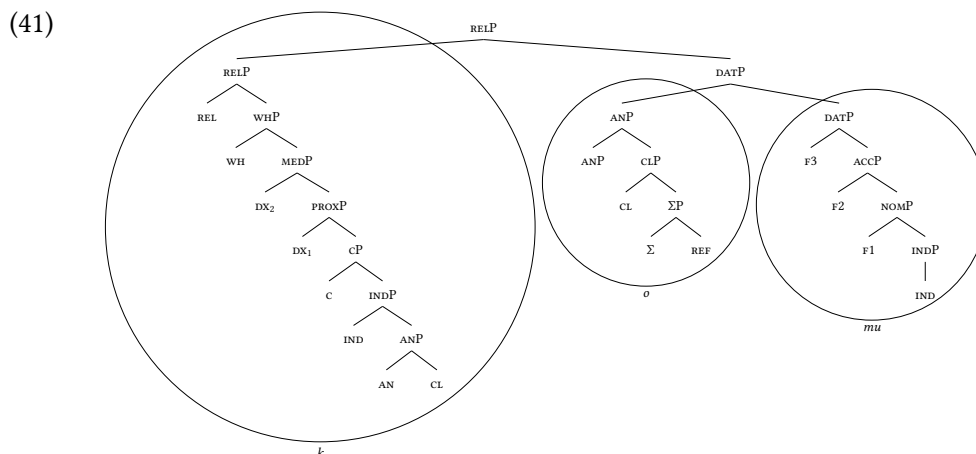 (41)
RELP
RELP DATP
REL WHP ANP DATP
WH MEDP ANP CLP F3 ACCP
DX₂ PROXP CL ΣP F2 NOMP
DX₁ CP Σ REF F1 INDP
C INDP o IND
IND ANP mu
AN CL
k